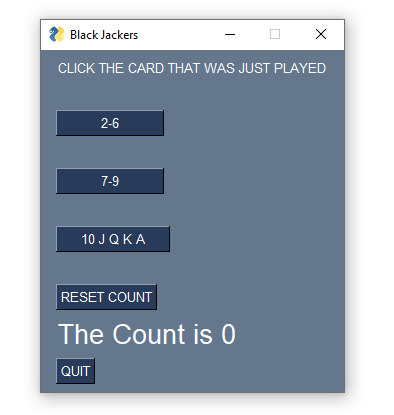 Black Jackers
CLICK THE CARD THAT WAS JUST PLAYED
2-6
7-9
10 J Q K A
RESET COUNT
The Count is 0
QUIT